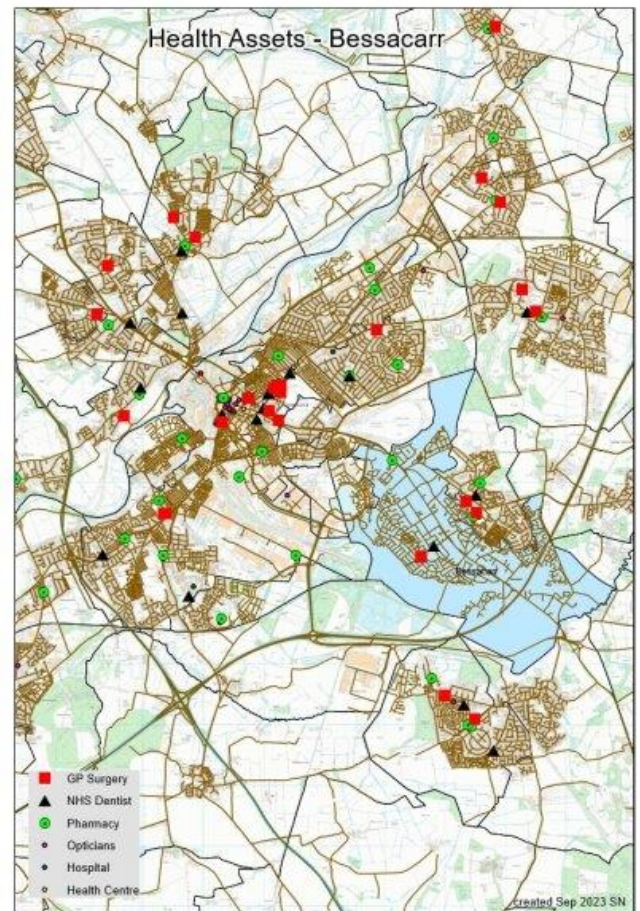 Health Assets - Bessacarr
Bessacarr
GP Surgery
NHS Dentist
Pharmacy
Opticians
Hospital
Health Centre
created Sep 2023 SN